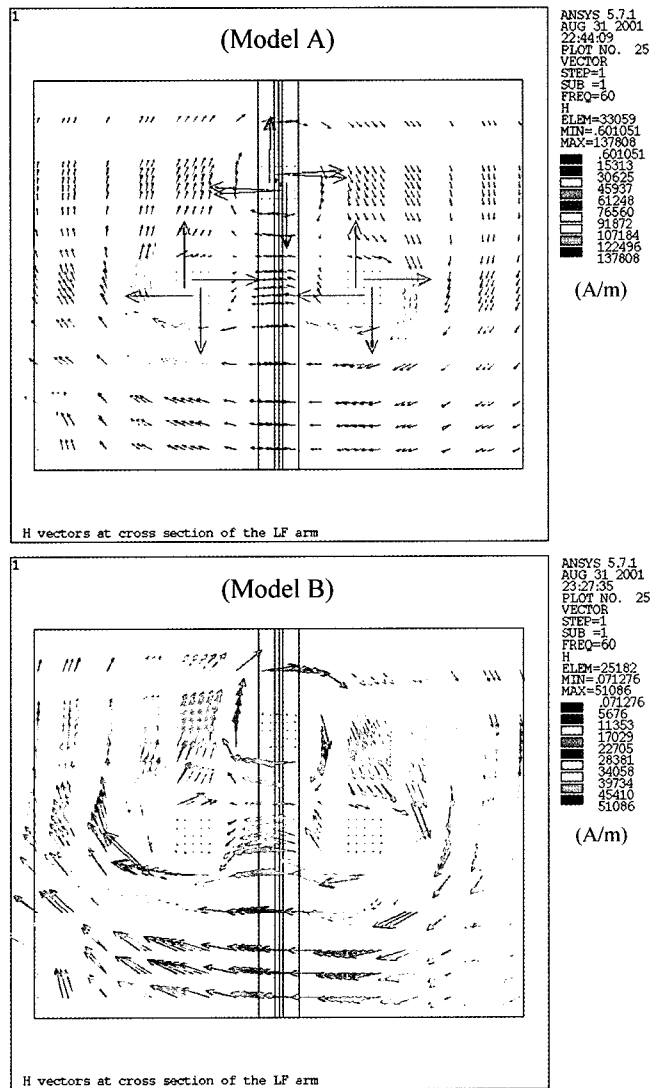 1
(Model A)
ANSYS 5.7.1
AUG 31 2001
22:44:09
PLOT NO. 25
VECTOR
STEP=1
SUB =1
FREQ=60
H
ELEM=33059
MIN=.601051
MAX=137808
.601051
15313
30625
45937
61248
76560
91872
107184
122496
137808
(A/m)
H vectors at cross section of the LF arm
1
(Model B)
ANSYS 5.7.1
AUG 31 2001
23:27:35
PLOT NO. 25
VECTOR
STEP=1
SUB =1
FREQ=60
H
ELEM=25182
MIN=.071276
MAX=51086
.071276
5676
11353
17029
22705
28381
34058
39734
45410
51086
(A/m)
H vectors at cross section of the LF arm